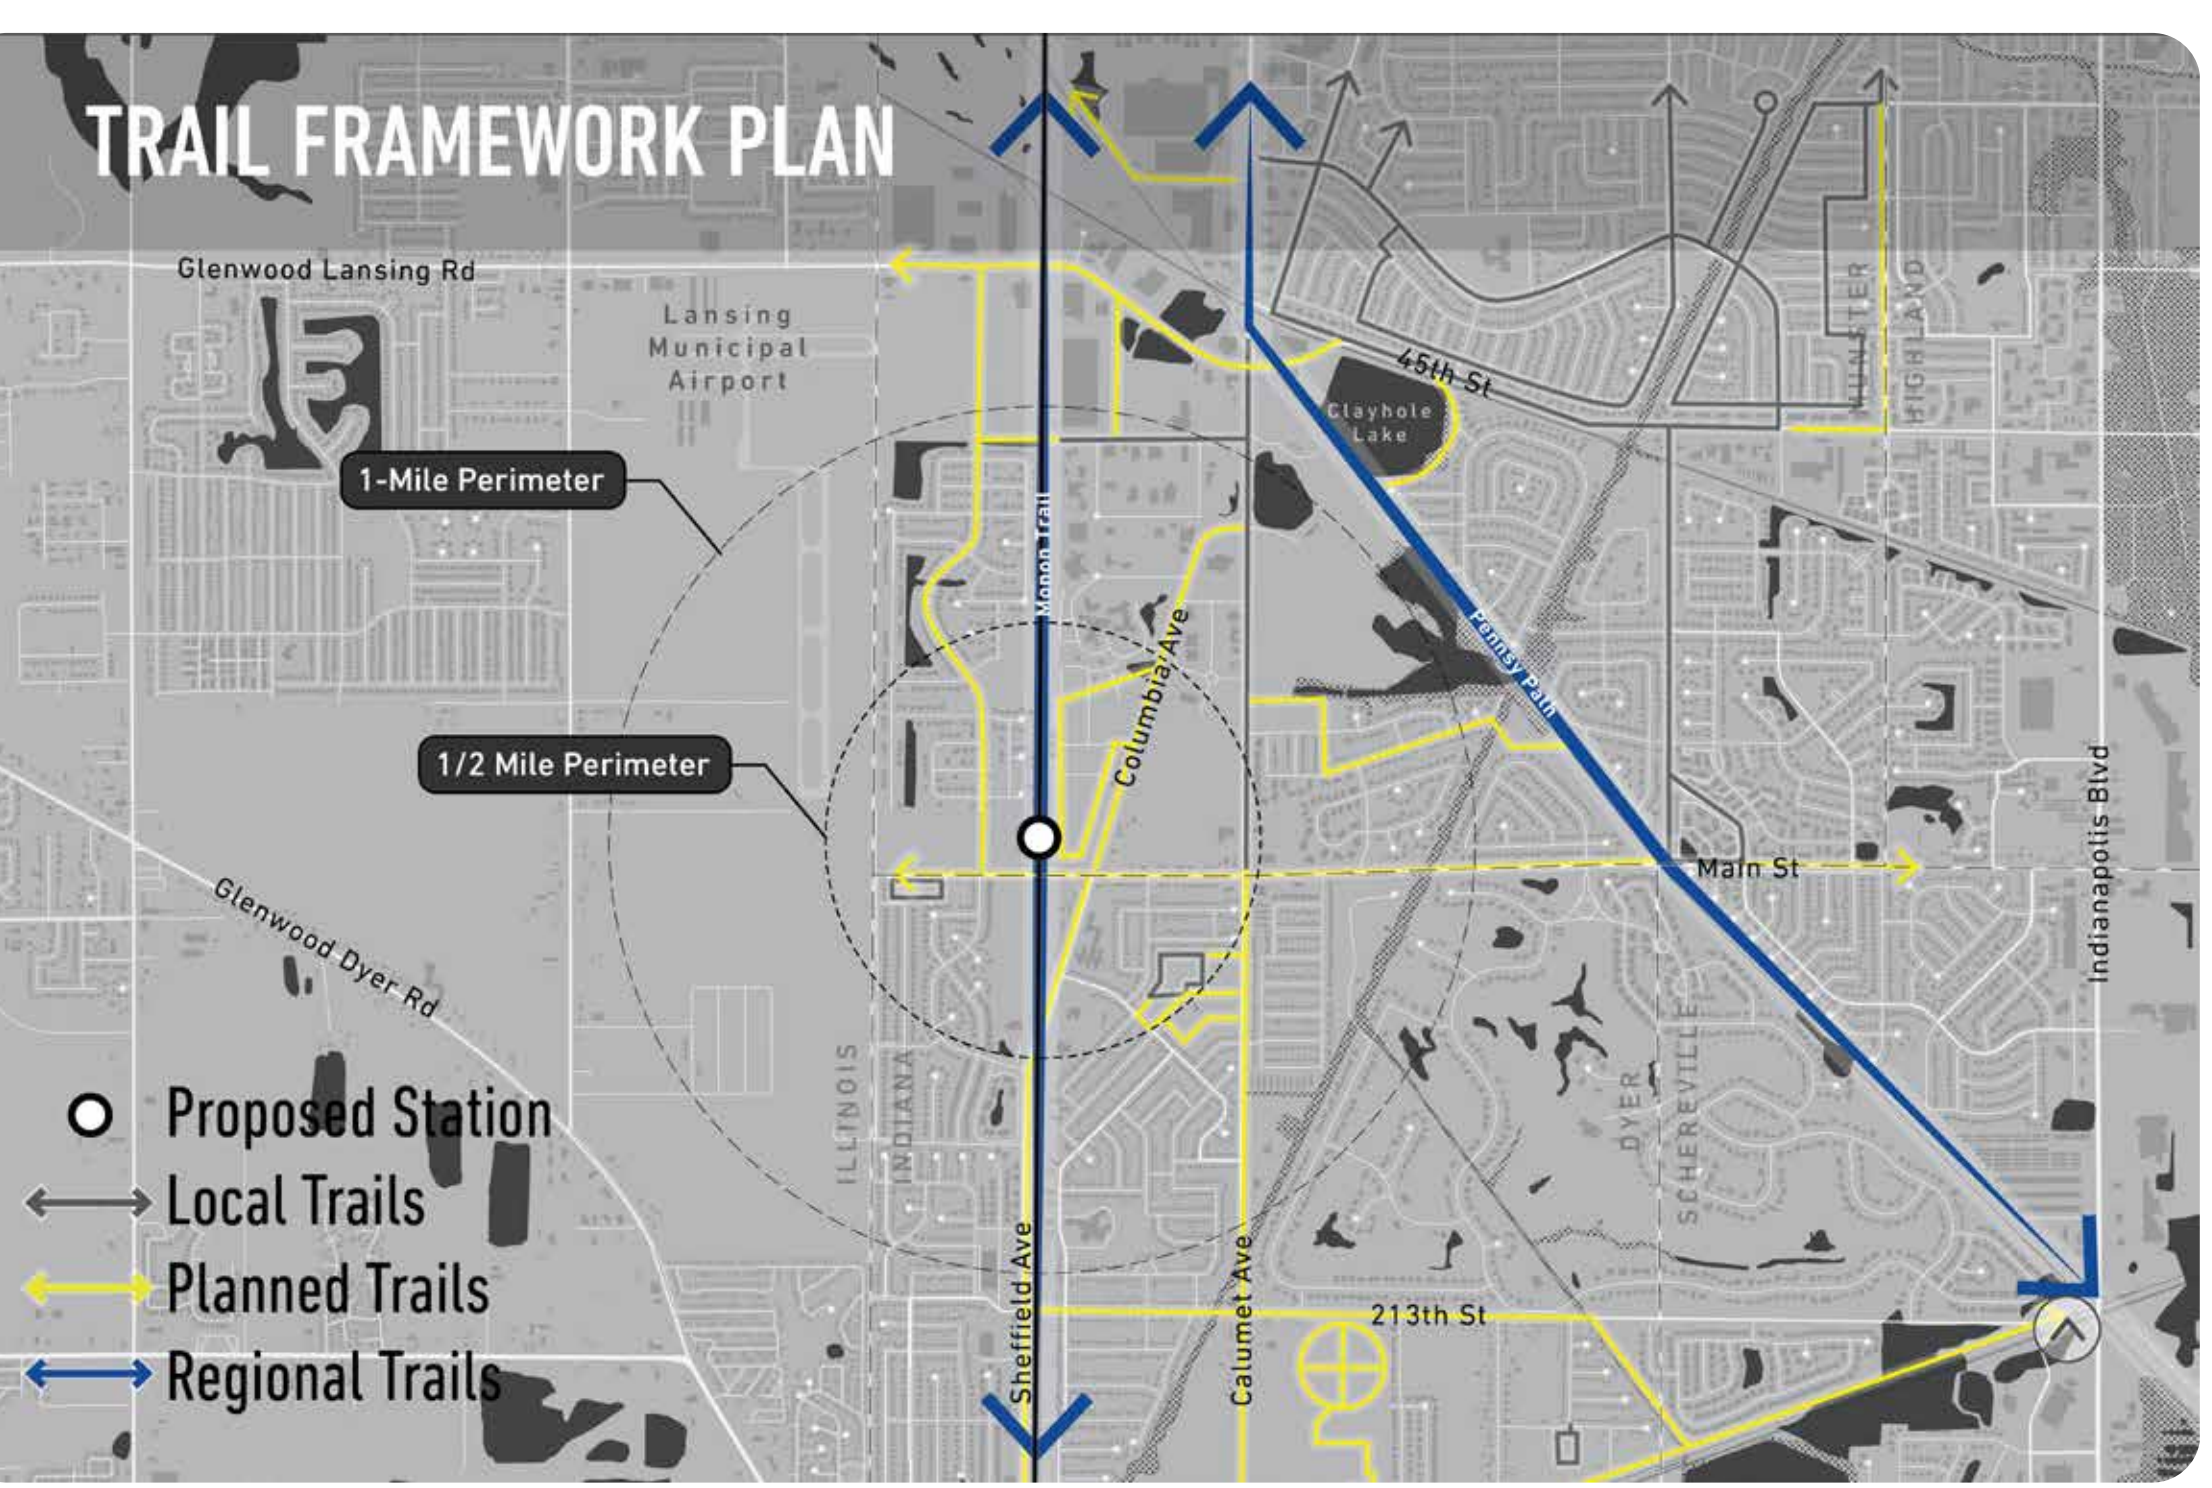 TRAIL FRAMEWORK PLAN
Glenwood Lansing Rd
Lansing
Municipal
Airport
45th St
MUNSTER
HIGHLAND
Clayhole
Lake
1-Mile Perimeter
Monon Trail
Columbia Ave
Pennsy Path
1/2 Mile Perimeter
Main St
Indianapolis Blvd
Glenwood Dyer Rd
ILLINOIS
INDIANA
DYER
SCHEREVILLE
Proposed Station
Local Trails
Planned Trails
Regional Trails
Sheffield Ave
Calumet Ave
213th St